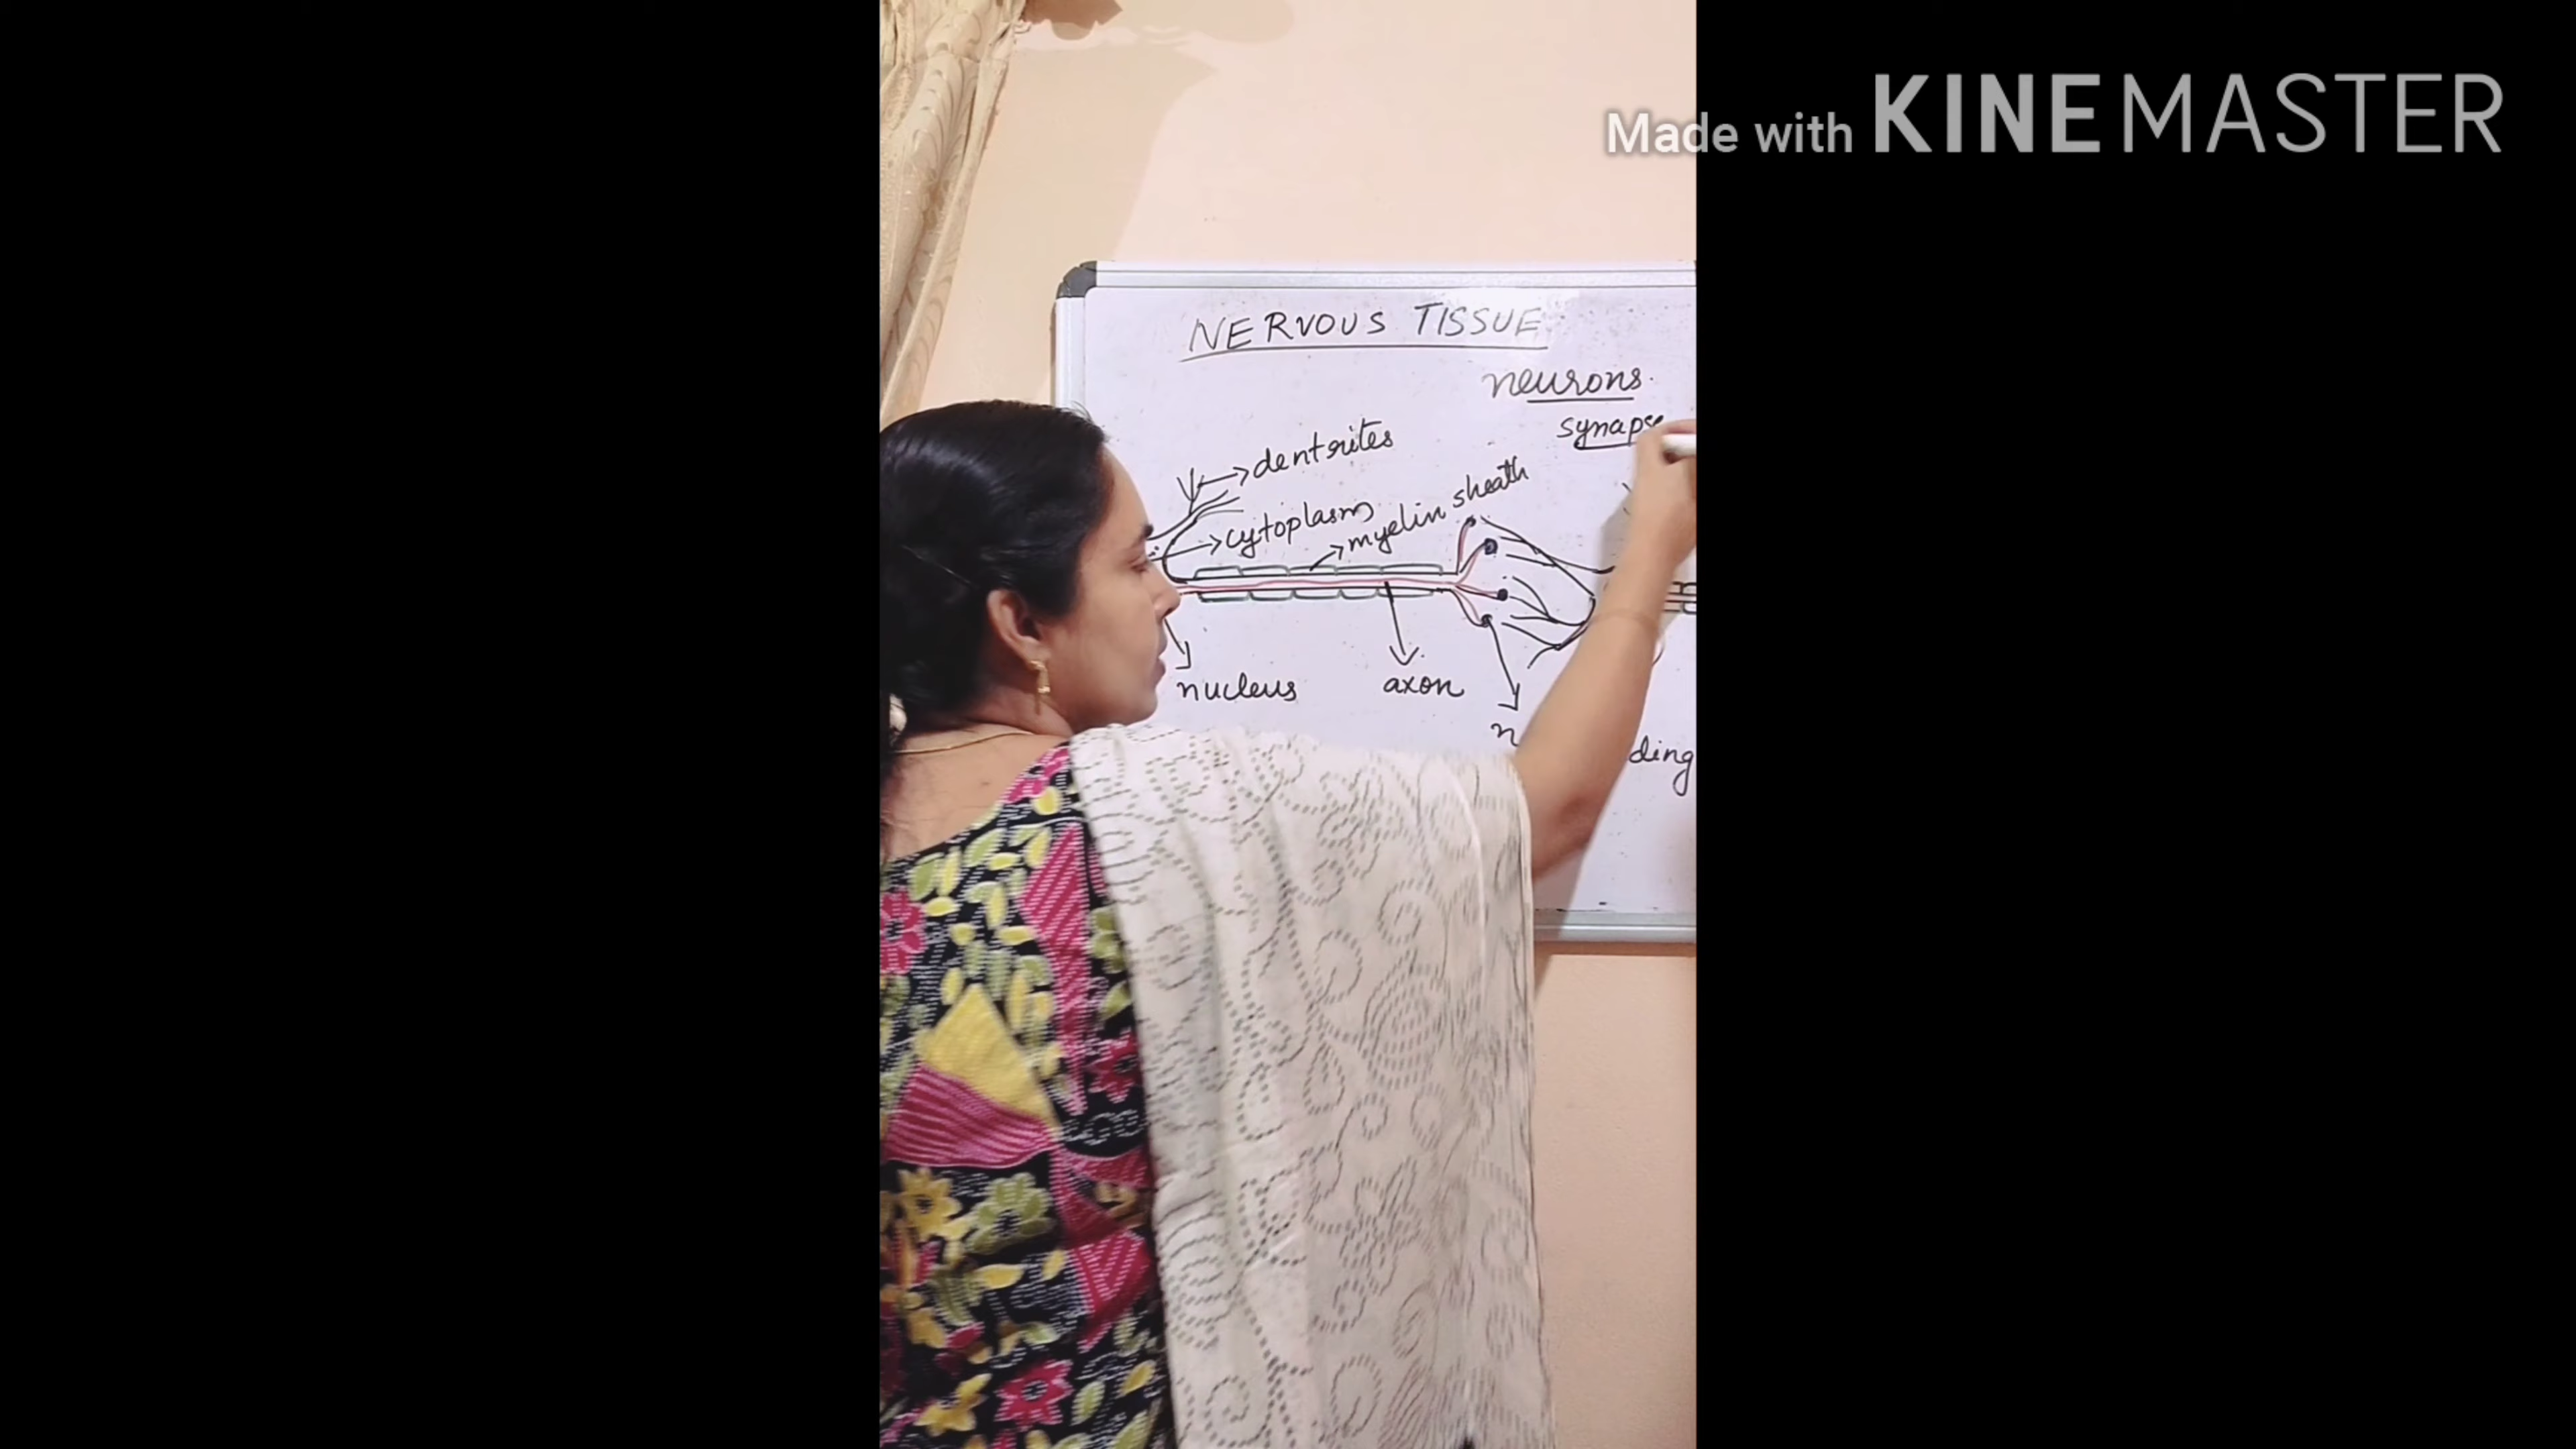 Made with KINEMASTER
NERVOUS TISSUE
neurons.
synapse
dentrites
cytoplasm
myelin sheath
nucleus
axon